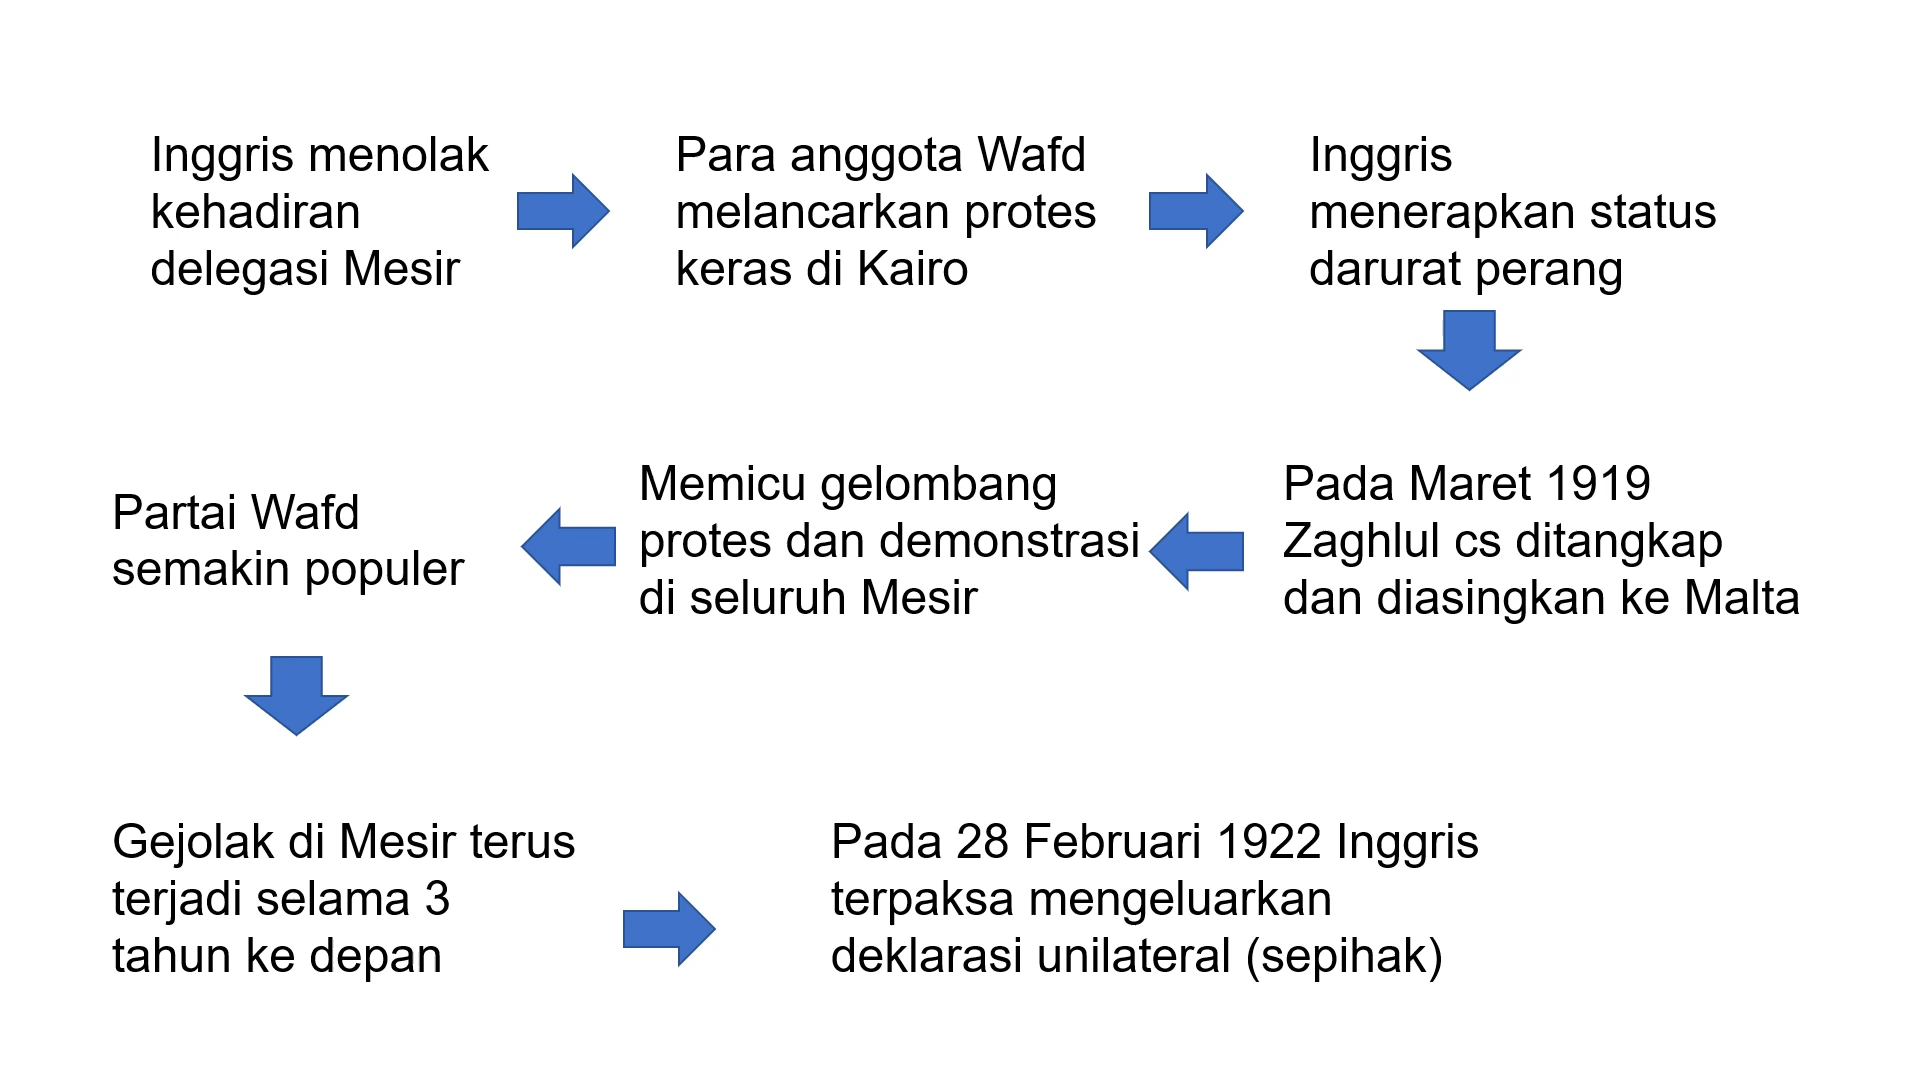 Inggris menolak
kehadiran
delegasi Mesir
Para anggota Wafd
melancarkan protes
keras di Kairo
Inggris
menerapkan status
darurat perang
Pada Maret 1919
Zaghlul cs ditangkap
dan diasingkan ke Malta
Memicu gelombang
protes dan demonstrasi
di seluruh Mesir
Partai Wafd
semakin populer
Gejolak di Mesir terus
terjadi selama 3
tahun ke depan
Pada 28 Februari 1922 Inggris
terpaksa mengeluarkan
deklarasi unilateral (sepihak)